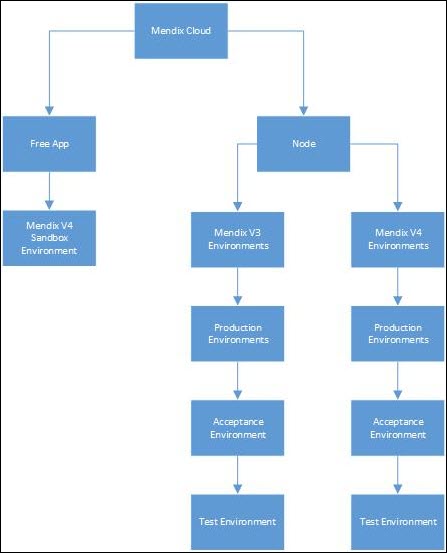 Mendix Cloud
Free App
Node
Mendix V4
Sandbox
Environment
Mendix V3
Environments
Mendix V4
Environments
Production
Environments
Production
Environments
Acceptance
Environment
Acceptance
Environment
Test Environment
Test Environment